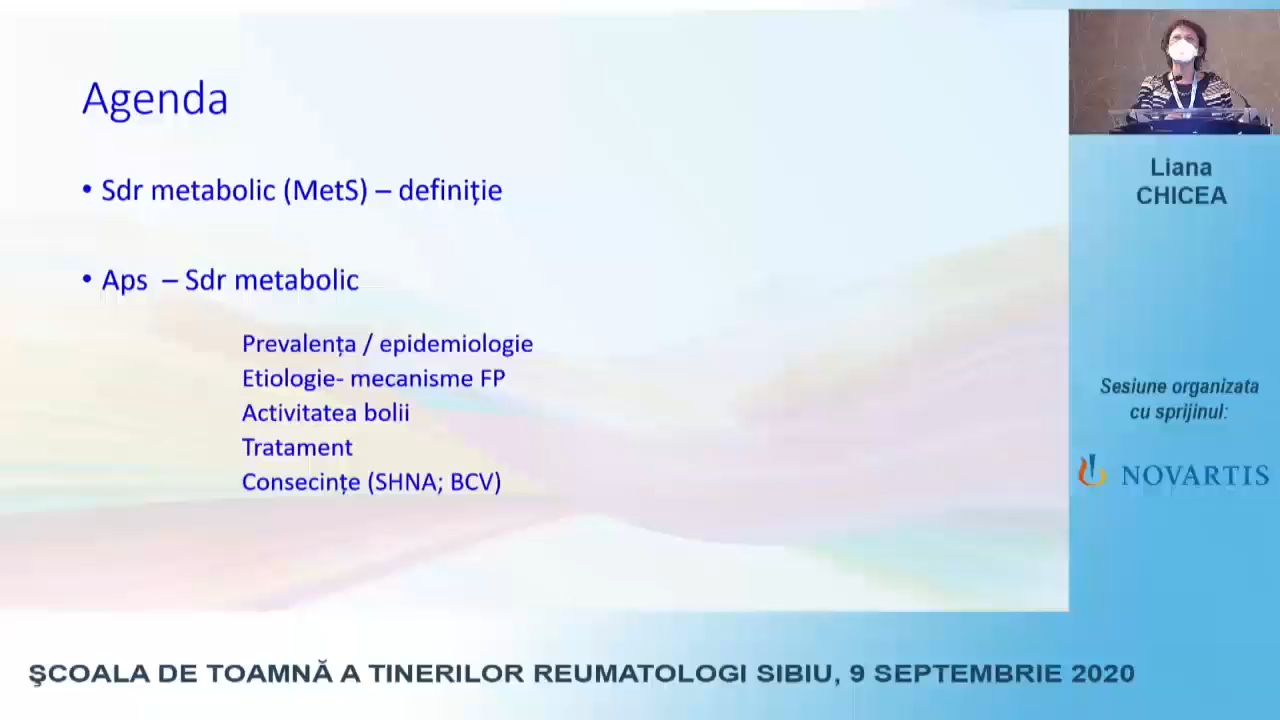 Agenda
• Sdr metabolic (MetS) – definiție
• Aps – Sdr metabolic
Prevalența / epidemiologie
Etiologie- mecanisme FP
Activitatea bolii
Tratament
Consecințe (SHNA; BCV)
Liana
CHICEA
Sesiune organizata
cu sprijinul:
NOVARTIS
ŞCOALA DE TOAMNĂ A TINERILOR REUMATOLOGI SIBIU, 9 SEPTEMBRIE 2020